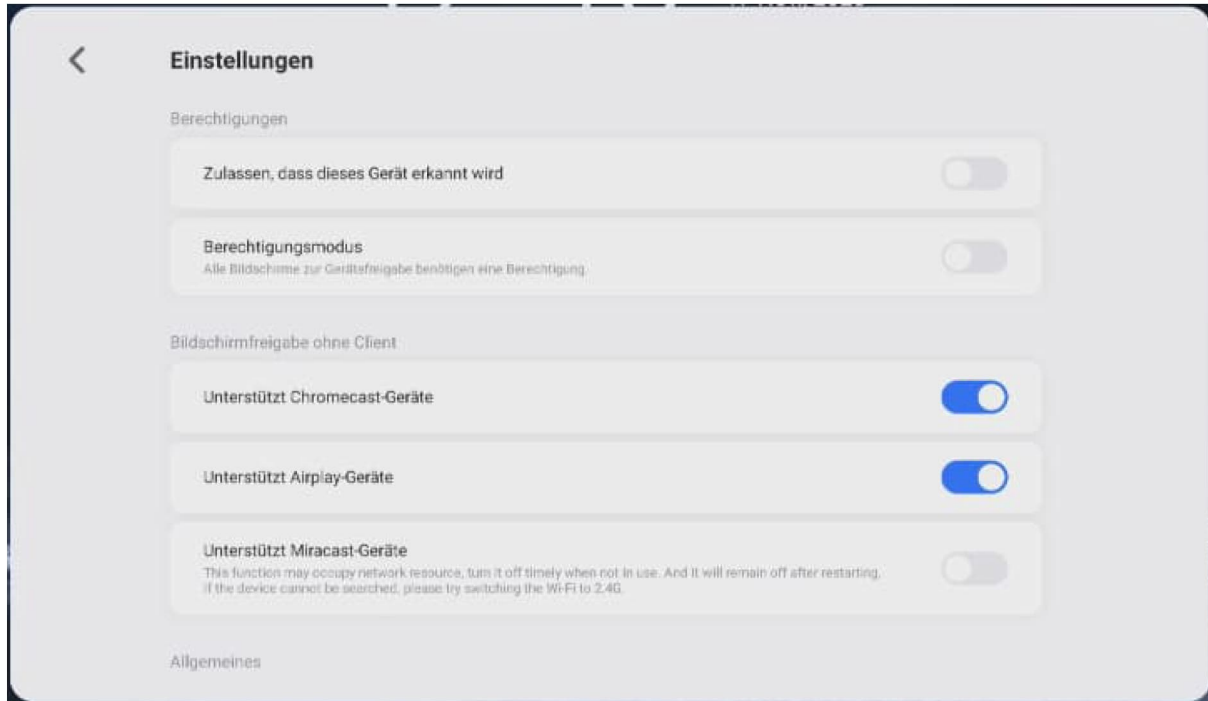 Einstellungen
Berechtigungen
Zulassen, dass dieses Gerät erkannt wird
Berechtigungsmodus
Alle Bildschirme zur Gerätefreigabe benötigen eine Berechtigung.
Bildschirmfreigabe ohne Client
Unterstützt Chromecast-Geräte
Unterstützt Airplay-Geräte
Unterstützt Miracast-Geräte
This function may occupy network resource, turn it off timely when not in use. And it will remain off after restarting.
If the device cannot be searched, please try switching the Wi-Fi to 2.4G.
Allgemeines